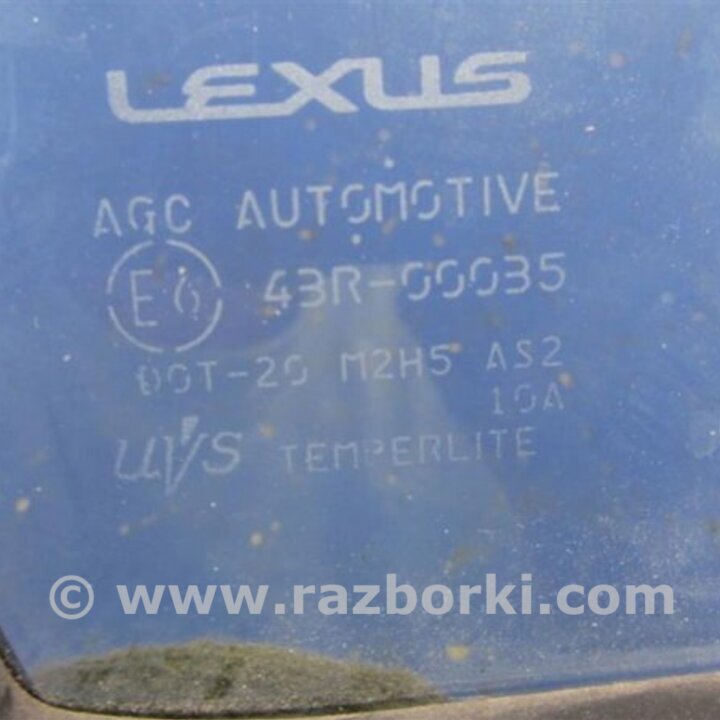 LEXUS
AGC AUTOMOTIVE
E6 43R-00035
DOT-20 M2H5 AS2
10A
UVS TEMPERLITE
© www.razborki.com